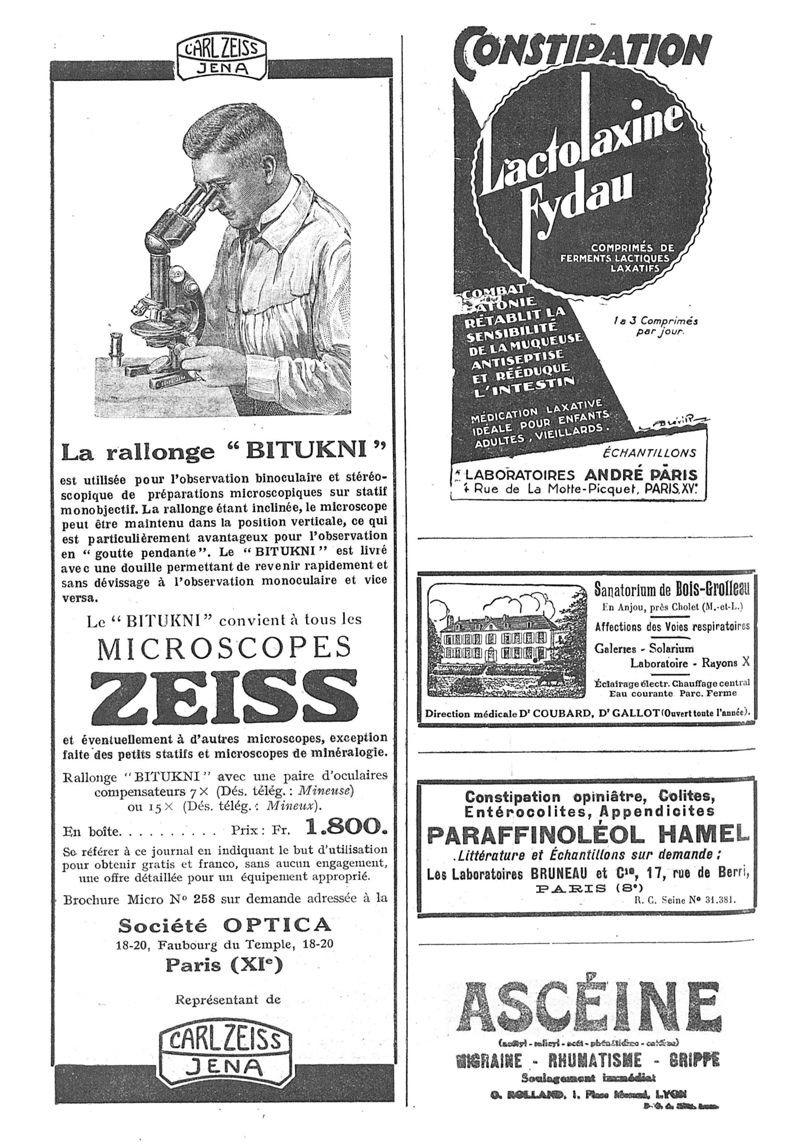 CARL ZEISS
JENA
La rallonge “ BITUKNI ”
est utilisée pour l'observation binoculaire et stéréo-
scopique de préparations microscopiques sur statif
monobjectif. La rallonge étant inclinée, le microscope
peut être maintenu dans la position verticale, ce qui
est particulièrement avantageux pour l'observation
en “ goutte pendante”. Le “BITUKNI ” est livré
avec une douille permettant de revenir rapidement et
sans dévissage à l'observation monoculaire et vice
versa.
Le “ BITUKNI ” convient à tous les
MICROSCOPES
ZEISS
et éventuellement à d'autres microscopes, exception
faite des petits statifs et microscopes de minéralogie.
Rallonge “BITUKNI ” avec une paire d'oculaires
compensateurs 7 × (Dés. télég. : Mineuse)
ou 15 × (Dés. télég. : Mineux).
En boîte. . . . . . . . . . Prix : Fr. 1.800.
Se référer à ce journal en indiquant le but d'utilisation
pour obtenir gratis et franco, sans aucun engagement,
une offre détaillée pour un équipement approprié.
Brochure Micro N° 258 sur demande adressée à la
Société OPTICA
18-20, Faubourg du Temple, 18-20
Paris (XIe)
Représentant de
CARL ZEISS
JENA
CONSTIPATION
Lactolaxine
Fydau
COMPRIMÉS DE
FERMENTS LACTIQUES
LAXATIFS
COMBAT
L'ATONIE
RÉTABLIT LA
SENSIBILITÉ
DE LA MUQUEUSE
ANTISEPTISE
ET RÉÉDUQUE
L'INTESTIN
1 à 3 Comprimés
par jour.
MÉDICATION LAXATIVE
IDÉALE POUR ENFANTS
ADULTES, VIEILLARDS.
ÉCHANTILLONS
LABORATOIRES ANDRÉ PÂRIS
4 Rue de La Motte-Picquet, PARIS.XVe
Sanatorium de Bois-Grolleau
En Anjou, près Cholet (M.-et-L.)
Affections des Voies respiratoires
Galeries - Solarium
Laboratoire - Rayons X
Éclairage électr. Chauffage central
Eau courante Parc. Ferme
Direction médicale Dr COUBARD, Dr GALLOT (Ouvert toute l'année).
Constipation opiniâtre, Colites,
Entérocolites, Appendicites
PARAFFINOLÉOL HAMEL
Littérature et Échantillons sur demande :
Les Laboratoires BRUNEAU et Cie, 17, rue de Berri,
PARIS (8e)
R. C. Seine N° 31.381.
ASCÉINE
MIGRAINE - RHUMATISME - GRIPPE
Soulagement immédiat
O. ROLLAND, 1, Place LYON